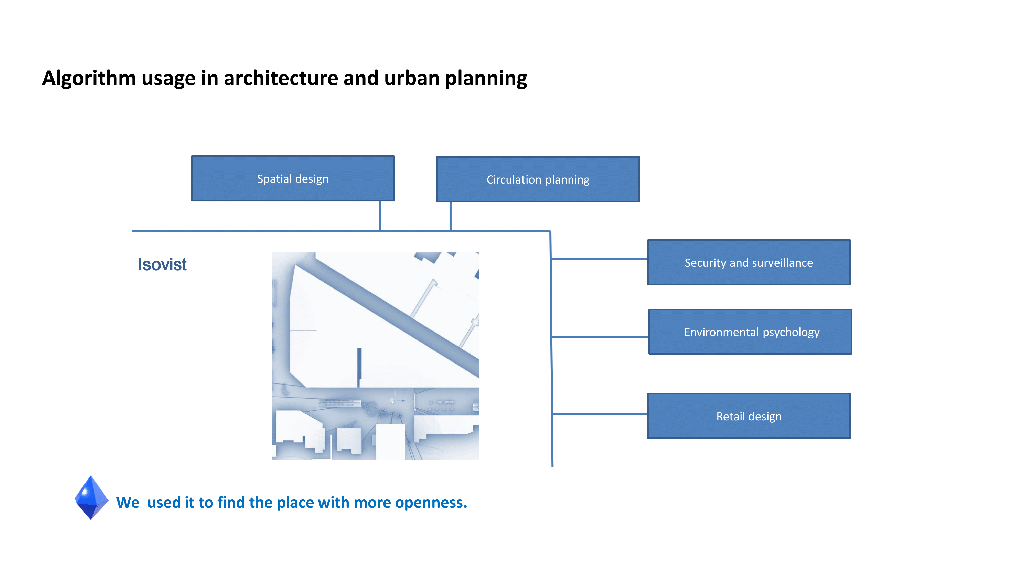 Algorithm usage in architecture and urban planning
Spatial design
Circulation planning
Isovist
Security and surveillance
Environmental psychology
Retail design
We  used it to find the place with more openness.